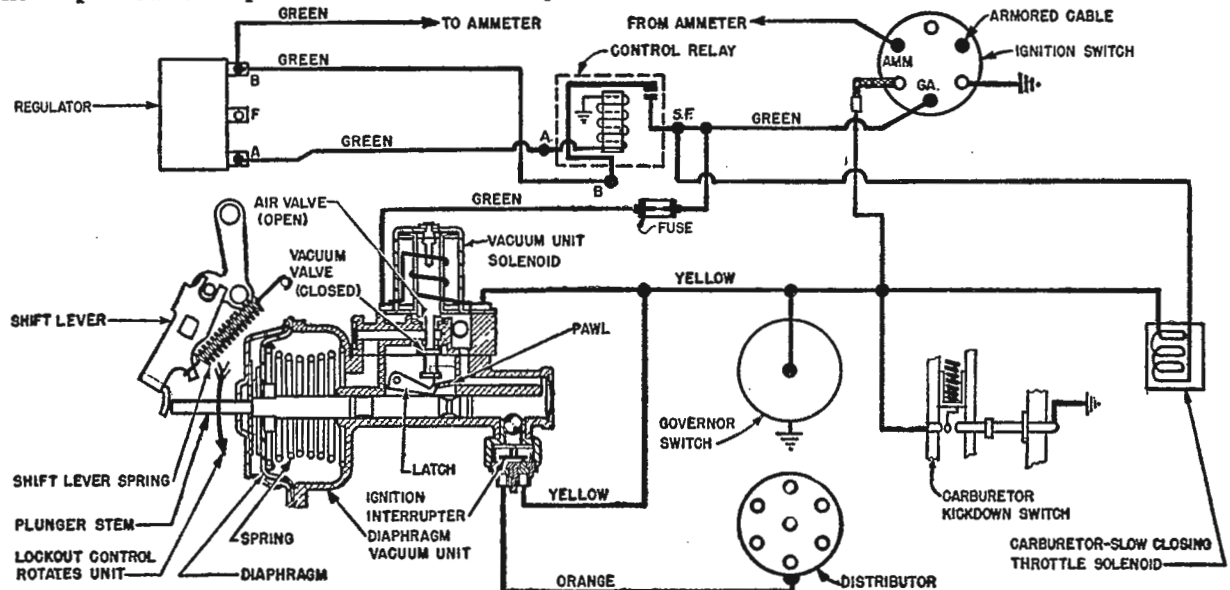 GREEN
TO AMMETER
FROM AMMETER
ARMORED CABLE
CONTROL RELAY
IGNITION SWITCH
GREEN
AMM.
B
GA.
REGULATOR
F
S.F.
GREEN
GREEN
A.
A
B
AIR VALVE
(OPEN)
GREEN
FUSE
VACUUM
VALVE
(CLOSED)
VACUUM UNIT
SOLENOID
YELLOW
SHIFT LEVER
PAWL
GOVERNOR
SWITCH
SHIFT LEVER SPRING
LATCH
IGNITION
INTERRUPTER
YELLOW
CARBURETOR
KICKDOWN SWITCH
PLUNGER STEM
SPRING
DIAPHRAGM
VACUUM UNIT
CARBURETOR-SLOW CLOSING
THROTTLE SOLENOID
LOCKOUT CONTROL
ROTATES UNIT
DIAPHRAGM
ORANGE
DISTRIBUTOR